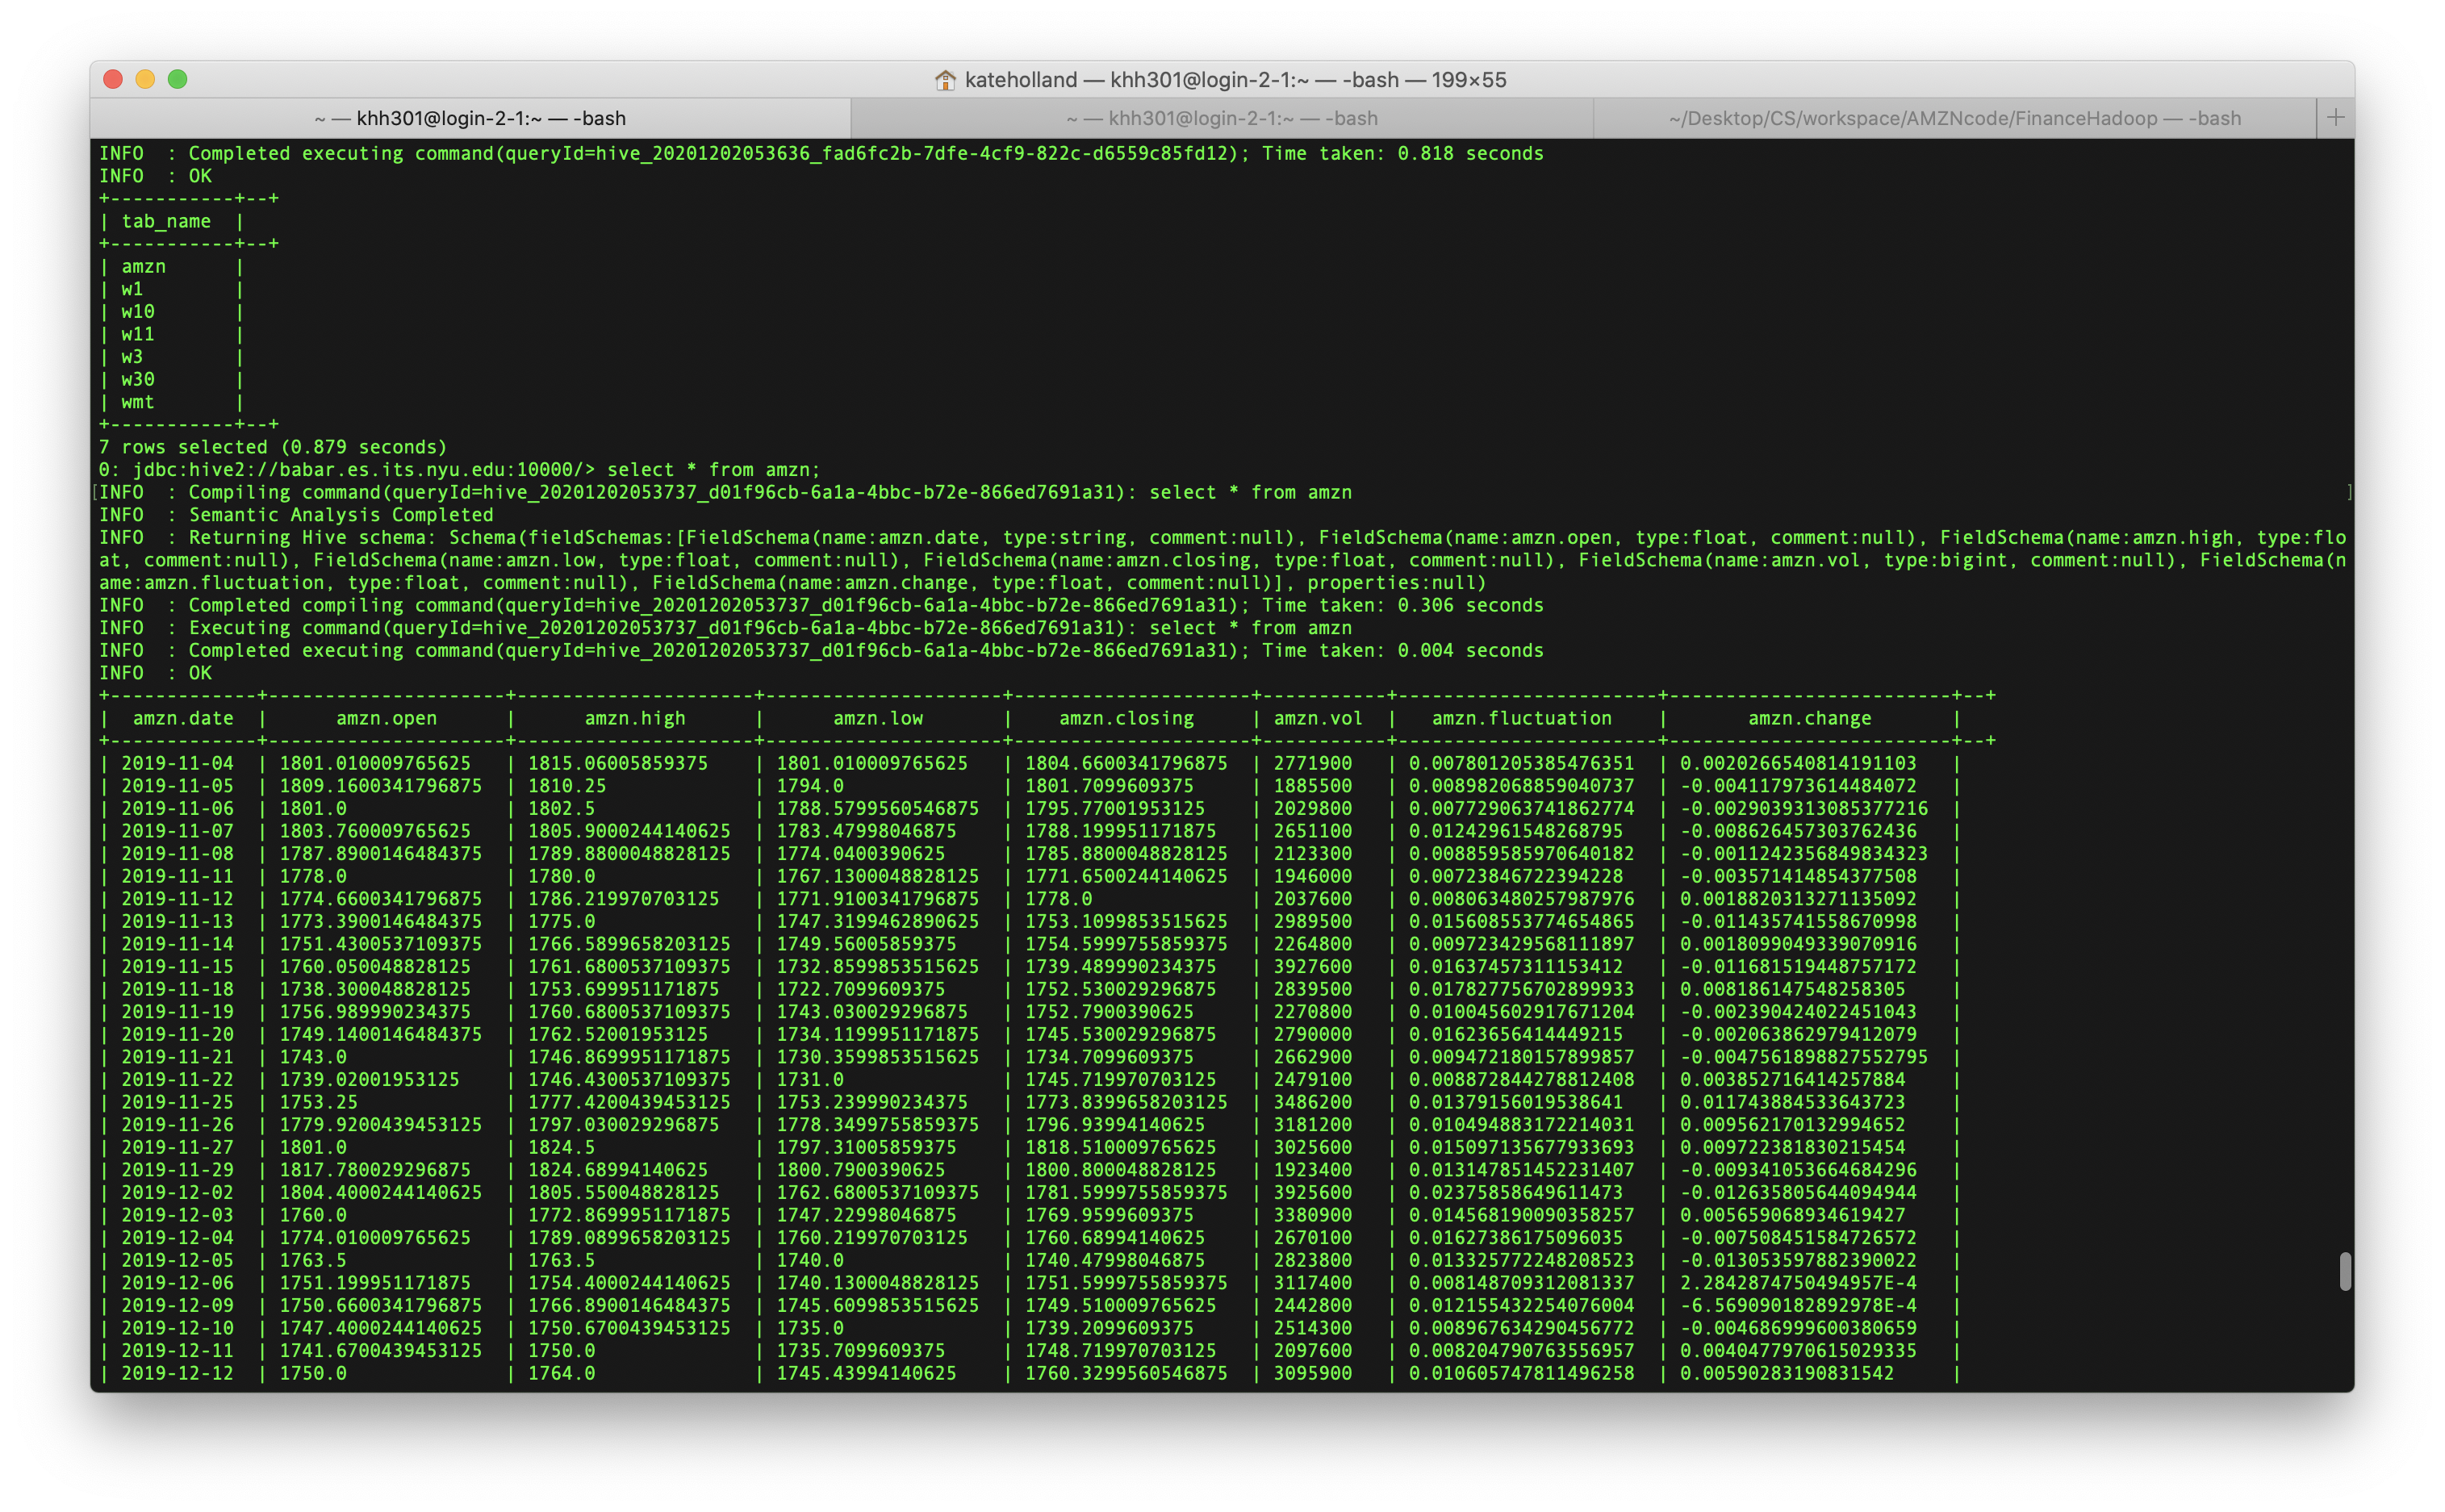 kateholland — khh301@login-2-1:~ — -bash — 199×55
~ — khh301@login-2-1:~ — -bash ~ — khh301@login-2-1:~ — -bash ~/Desktop/CS/workspace/AMZNcode/FinanceHadoop — -bash +
INFO  : Completed executing command(queryId=hive_20201202053636_fad6fc2b-7dfe-4cf9-822c-d6559c85fd12); Time taken: 0.818 seconds
INFO  : OK
+-----------+--+
| tab_name  |
+-----------+--+
| amzn      |
| w1        |
| w10       |
| w11       |
| w3        |
| w30       |
| wmt       |
+-----------+--+
7 rows selected (0.879 seconds)
0: jdbc:hive2://babar.es.its.nyu.edu:10000/> select * from amzn;
[INFO  : Compiling command(queryId=hive_20201202053737_d01f96cb-6a1a-4bbc-b72e-866ed7691a31): select * from amzn ]
INFO  : Semantic Analysis Completed
INFO  : Returning Hive schema: Schema(fieldSchemas:[FieldSchema(name:amzn.date, type:string, comment:null), FieldSchema(name:amzn.open, type:float, comment:null), FieldSchema(name:amzn.high, type:flo
at, comment:null), FieldSchema(name:amzn.low, type:float, comment:null), FieldSchema(name:amzn.closing, type:float, comment:null), FieldSchema(name:amzn.vol, type:bigint, comment:null), FieldSchema(n
ame:amzn.fluctuation, type:float, comment:null), FieldSchema(name:amzn.change, type:float, comment:null)], properties:null)
INFO  : Completed compiling command(queryId=hive_20201202053737_d01f96cb-6a1a-4bbc-b72e-866ed7691a31); Time taken: 0.306 seconds
INFO  : Executing command(queryId=hive_20201202053737_d01f96cb-6a1a-4bbc-b72e-866ed7691a31): select * from amzn
INFO  : Completed executing command(queryId=hive_20201202053737_d01f96cb-6a1a-4bbc-b72e-866ed7691a31); Time taken: 0.004 seconds
INFO  : OK
+-------------+---------------------+---------------------+---------------------+---------------------+-----------+-----------------------+-------------------------+--+
| amzn.date | amzn.open | amzn.high | amzn.low | amzn.closing | amzn.vol | amzn.fluctuation | amzn.change |
+-------------+---------------------+---------------------+---------------------+---------------------+-----------+-----------------------+-------------------------+--+
| 2019-11-04 | 1801.010009765625 | 1815.06005859375 | 1801.010009765625 | 1804.6600341796875 | 2771900 | 0.007801205385476351 | 0.0020266540814191103 |
| 2019-11-05 | 1809.1600341796875 | 1810.25 | 1794.0 | 1801.7099609375 | 1885500 | 0.008982068859040737 | -0.004117973614484072 |
| 2019-11-06 | 1801.0 | 1802.5 | 1788.5799560546875 | 1795.77001953125 | 2029800 | 0.007729063741862774 | -0.0029039313085377216 |
| 2019-11-07 | 1803.760009765625 | 1805.9000244140625 | 1783.47998046875 | 1788.199951171875 | 2651100 | 0.01242961548268795 | -0.008626457303762436 |
| 2019-11-08 | 1787.8900146484375 | 1789.8800048828125 | 1774.0400390625 | 1785.8800048828125 | 2123300 | 0.008859585970640182 | -0.0011242356849834323 |
| 2019-11-11 | 1778.0 | 1780.0 | 1767.1300048828125 | 1771.6500244140625 | 1946000 | 0.00723846722394228 | -0.003571414854377508 |
| 2019-11-12 | 1774.6600341796875 | 1786.219970703125 | 1771.9100341796875 | 1778.0 | 2037600 | 0.008063480257987976 | 0.0018820313271135092 |
| 2019-11-13 | 1773.3900146484375 | 1775.0 | 1747.3199462890625 | 1753.1099853515625 | 2989500 | 0.015608553774654865 | -0.011435741558670998 |
| 2019-11-14 | 1751.4300537109375 | 1766.5899658203125 | 1749.56005859375 | 1754.5999755859375 | 2264800 | 0.009723429568111897 | 0.0018099049339070916 |
| 2019-11-15 | 1760.050048828125 | 1761.6800537109375 | 1732.8599853515625 | 1739.489990234375 | 3927600 | 0.01637457311153412 | -0.011681519448757172 |
| 2019-11-18 | 1738.300048828125 | 1753.699951171875 | 1722.7099609375 | 1752.530029296875 | 2839500 | 0.017827756702899933 | 0.008186147548258305 |
| 2019-11-19 | 1756.989990234375 | 1760.6800537109375 | 1743.030029296875 | 1752.7900390625 | 2270800 | 0.010045602917671204 | -0.002390424022451043 |
| 2019-11-20 | 1749.1400146484375 | 1762.52001953125 | 1734.1199951171875 | 1745.530029296875 | 2790000 | 0.01623656414449215 | -0.002063862979412079 |
| 2019-11-21 | 1743.0 | 1746.8699951171875 | 1730.3599853515625 | 1734.7099609375 | 2662900 | 0.009472180157899857 | -0.0047561898827552795 |
| 2019-11-22 | 1739.02001953125 | 1746.4300537109375 | 1731.0 | 1745.719970703125 | 2479100 | 0.008872844278812408 | 0.003852716414257884 |
| 2019-11-25 | 1753.25 | 1777.4200439453125 | 1753.239990234375 | 1773.8399658203125 | 3486200 | 0.01379156019538641 | 0.011743884533643723 |
| 2019-11-26 | 1779.9200439453125 | 1797.030029296875 | 1778.3499755859375 | 1796.93994140625 | 3181200 | 0.010494883172214031 | 0.009562170132994652 |
| 2019-11-27 | 1801.0 | 1824.5 | 1797.31005859375 | 1818.510009765625 | 3025600 | 0.015097135677933693 | 0.009722381830215454 |
| 2019-11-29 | 1817.780029296875 | 1824.68994140625 | 1800.7900390625 | 1800.800048828125 | 1923400 | 0.013147851452231407 | -0.009341053664684296 |
| 2019-12-02 | 1804.4000244140625 | 1805.550048828125 | 1762.6800537109375 | 1781.5999755859375 | 3925600 | 0.02375858649611473 | -0.012635805644094944 |
| 2019-12-03 | 1760.0 | 1772.8699951171875 | 1747.22998046875 | 1769.9599609375 | 3380900 | 0.014568190090358257 | 0.005659068934619427 |
| 2019-12-04 | 1774.010009765625 | 1789.0899658203125 | 1760.219970703125 | 1760.68994140625 | 2670100 | 0.01627386175096035 | -0.007508451584726572 |
| 2019-12-05 | 1763.5 | 1763.5 | 1740.0 | 1740.47998046875 | 2823800 | 0.013325772248208523 | -0.013053597882390022 |
| 2019-12-06 | 1751.199951171875 | 1754.4000244140625 | 1740.1300048828125 | 1751.5999755859375 | 3117400 | 0.008148709312081337 | 2.2842874750494957E-4 |
| 2019-12-09 | 1750.6600341796875 | 1766.8900146484375 | 1745.6099853515625 | 1749.510009765625 | 2442800 | 0.012155432254076004 | -6.569090182892978E-4 |
| 2019-12-10 | 1747.4000244140625 | 1750.6700439453125 | 1735.0 | 1739.2099609375 | 2514300 | 0.008967634290456772 | -0.004686999600380659 |
| 2019-12-11 | 1741.6700439453125 | 1750.0 | 1735.7099609375 | 1748.719970703125 | 2097600 | 0.008204790763556957 | 0.0040477970615029335 |
| 2019-12-12 | 1750.0 | 1764.0 | 1745.43994140625 | 1760.3299560546875 | 3095900 | 0.010605747811496258 | 0.00590283190831542 |